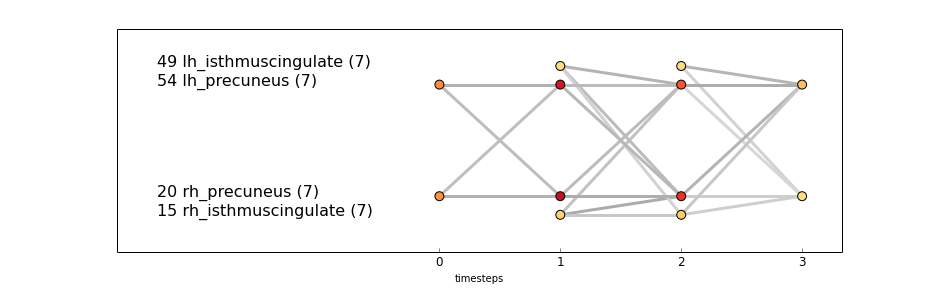 49 lh_isthmuscingulate (7)
54 lh_precuneus (7)
20 rh_precuneus (7)
15 rh_isthmuscingulate (7)
0 1 2 3
timesteps